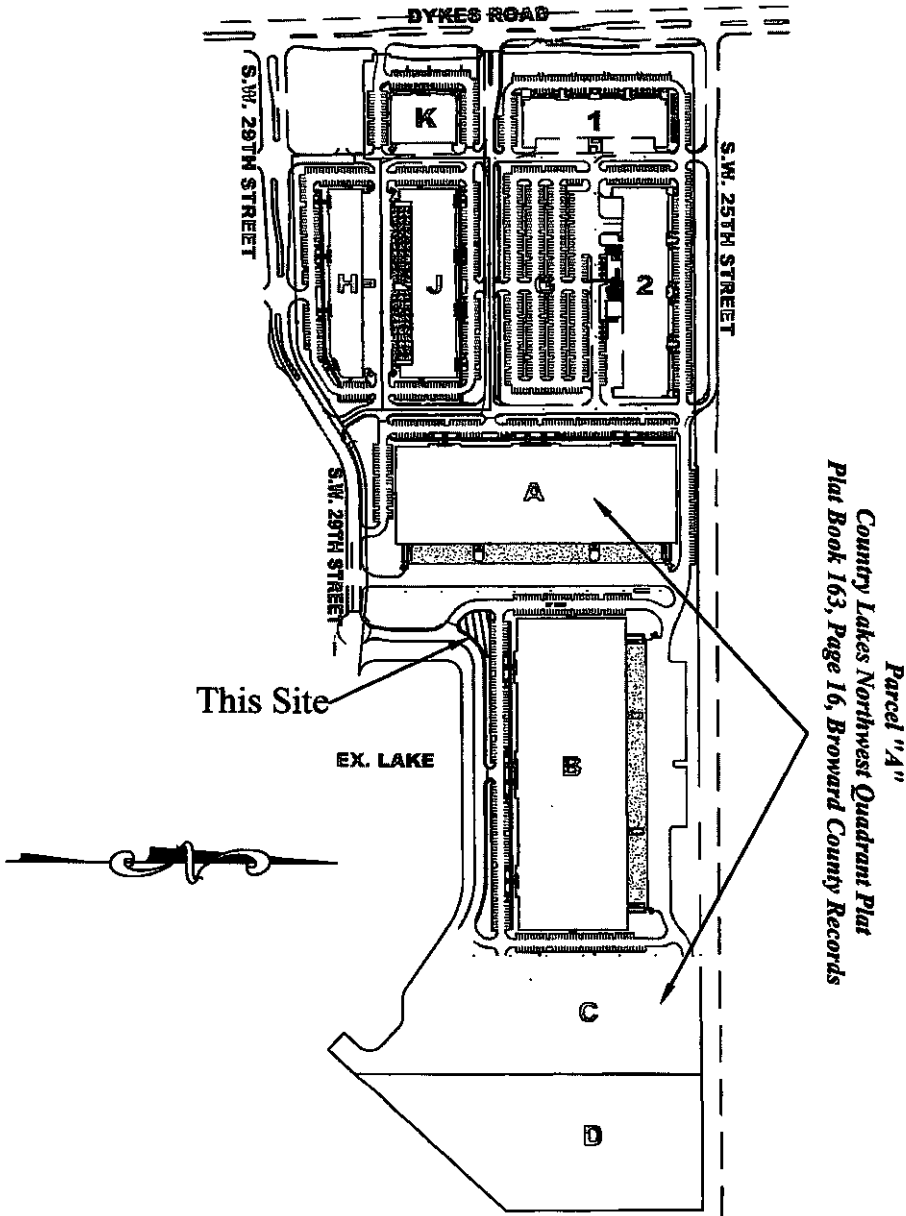 DYKES ROAD
S.W. 29TH STREET
K
1
S.W. 25TH STREET
H
J
2
A
S.W. 29TH STREET
Parcel "A"
Country Lakes Northwest Quadrant Plat
Plat Book 163, Page 16, Broward County Records
This Site
EX. LAKE
B
C
D